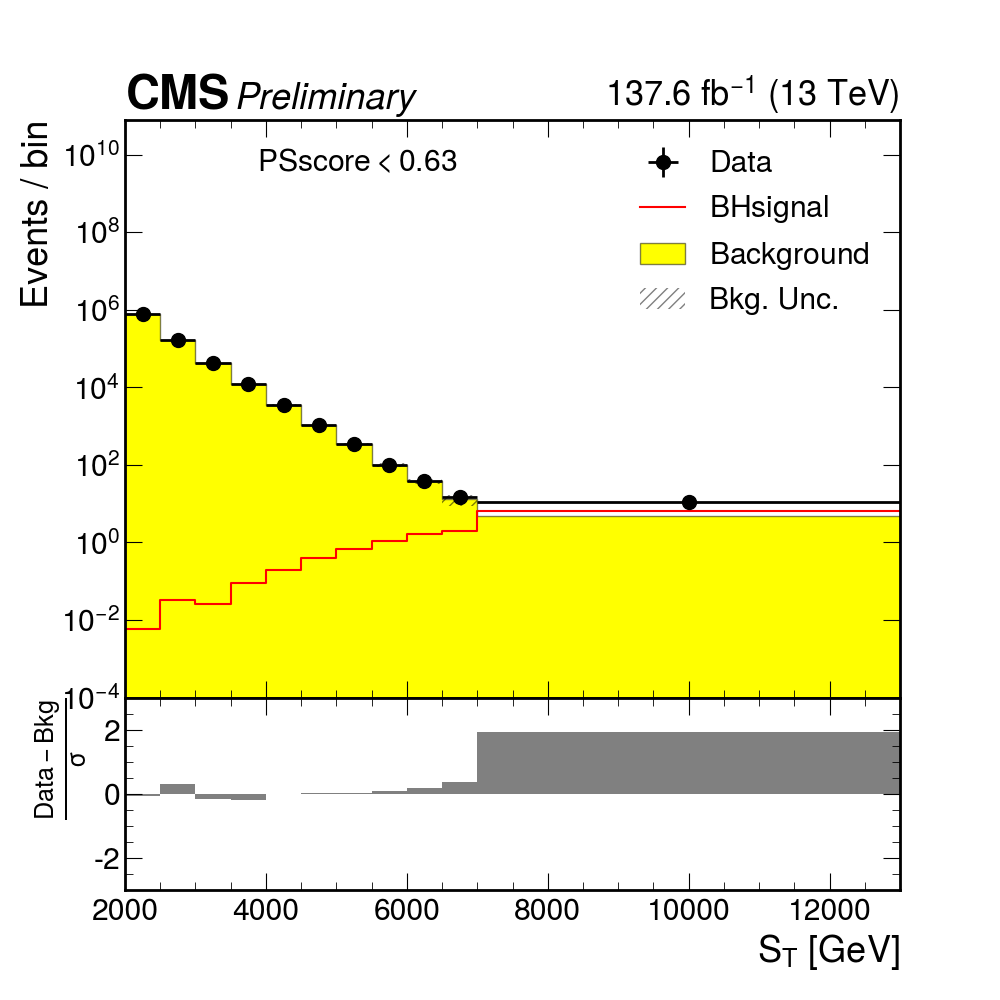 CMS Preliminary 137.6 fb⁻¹ (13 TeV)
Events / bin
PSscore < 0.63
Data
BHsignal
Background
Bkg. Unc.
10¹⁰
10⁸
10⁶
10⁴
10²
10⁰
10⁻²
10⁻⁴
Data − Bkg
σ
2
0
-2
2000 4000 6000 8000 10000 12000
S_T [GeV]